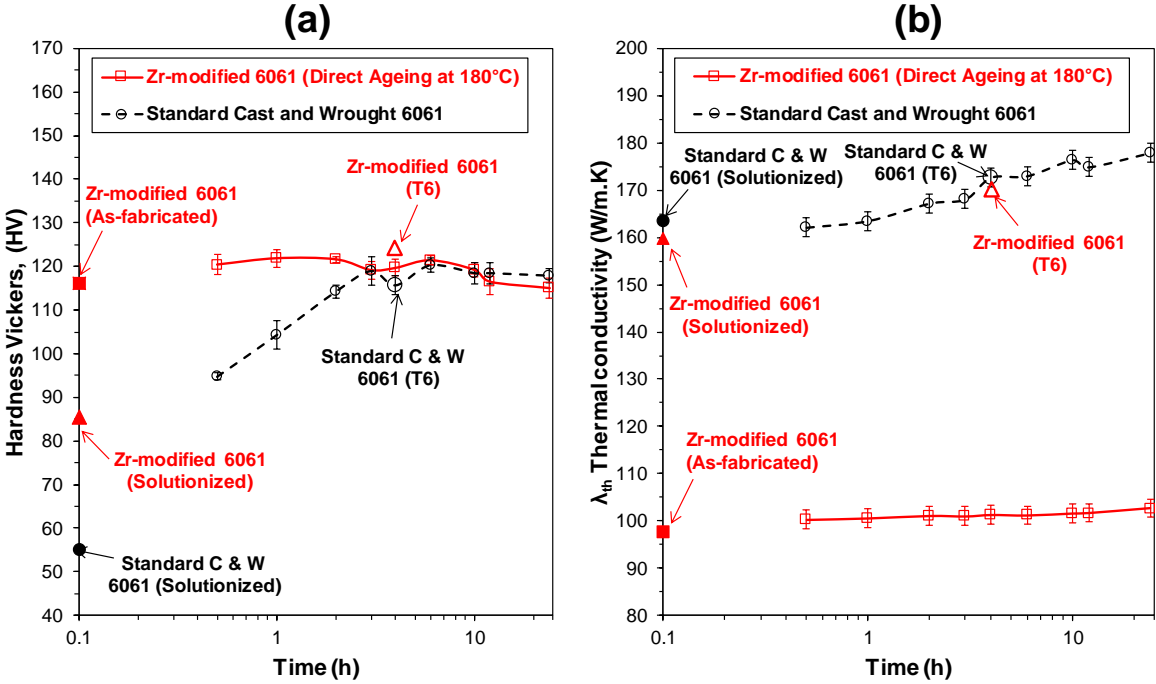 (a)
170
160
150
140
130
120
110
100
90
80
70
60
50
40
0.1
1
10
Hardness Vickers, (HV)
Time (h)
Zr-modified 6061 (Direct Ageing at 180°C)
Standard Cast and Wrought 6061
Zr-modified 6061
(T6)
Zr-modified 6061
(As-fabricated)
Standard C & W
6061 (T6)
Zr-modified 6061
(Solutionized)
Standard C & W
6061 (Solutionized)
(b)
200
190
180
170
160
150
140
130
120
110
100
90
80
0.1
1
10
λth Thermal conductivity (W/m.K)
Time (h)
Zr-modified 6061 (Direct Ageing at 180°C)
Standard Cast and Wrought 6061
Standard C & W
6061 (Solutionized)
Standard C & W
6061 (T6)
Zr-modified 6061
(T6)
Zr-modified 6061
(Solutionized)
Zr-modified 6061
(As-fabricated)